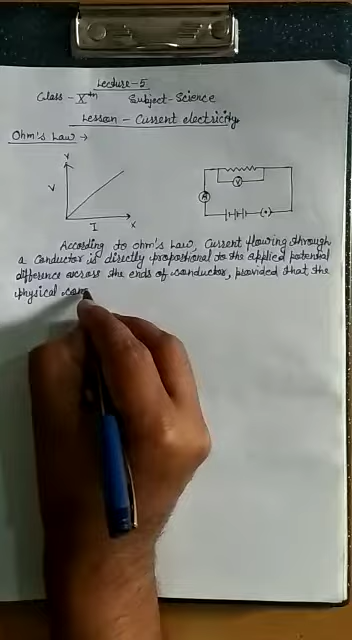 Lecture-5
Class - Xth Subject-Science
Lesson - Current electricity
Ohm's Law →
Y
V
I
X
V
A
According to ohm's Law, Current flowing through
a Conductor is directly proportional to the applied potential
difference across the ends of conductor, provided that the
physical con